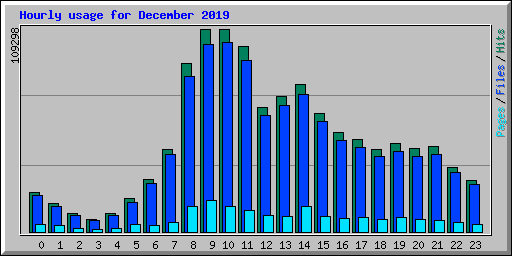 Hourly usage for December 2019
109298
Pages / Files / Hits
0 1 2 3 4 5 6 7 8 9 10 11 12 13 14 15 16 17 18 19 20 21 22 23